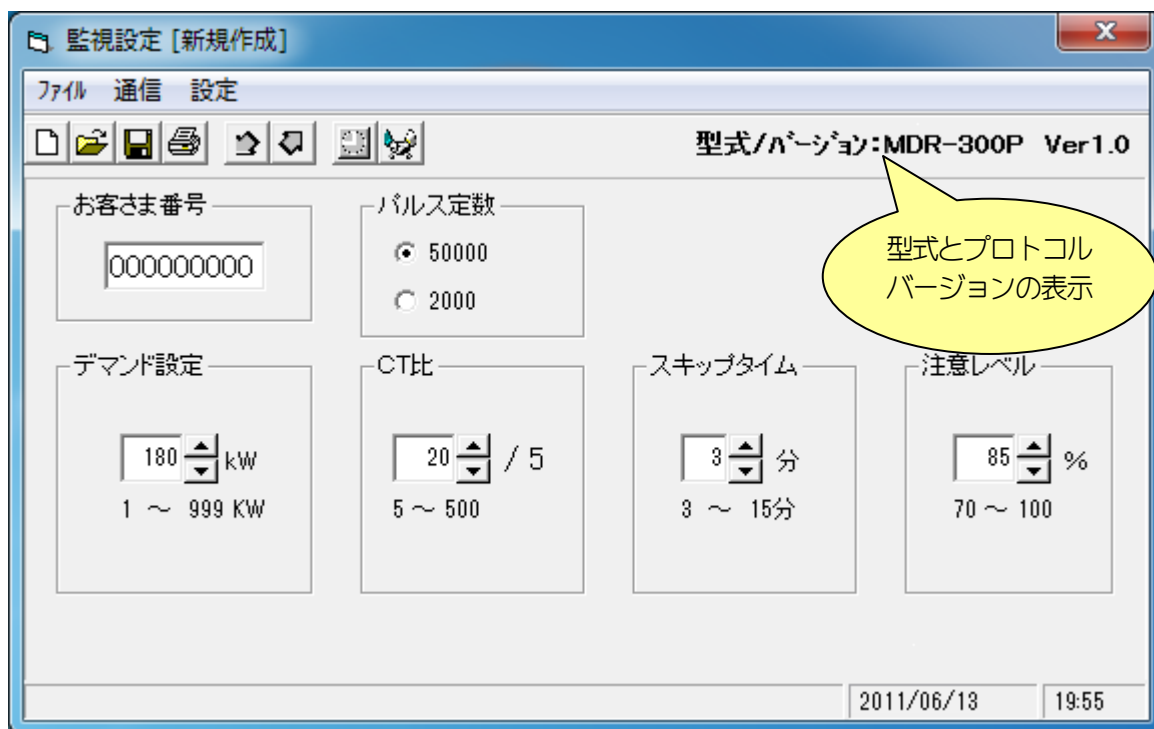 監視設定 [新規作成]
ﾌｧｲﾙ 通信 設定
型式/ﾊﾞｰｼﾞｮﾝ:MDR-300P Ver1.0
型式とプロトコル
バージョンの表示
お客さま番号
000000000
パルス定数
50000
2000
デマンド設定
180 kW
1 ～ 999 KW
CT比
20 / 5
5 ～ 500
スキップタイム
3 分
3 ～ 15分
注意レベル
85 %
70 ～ 100
2011/06/13 19:55